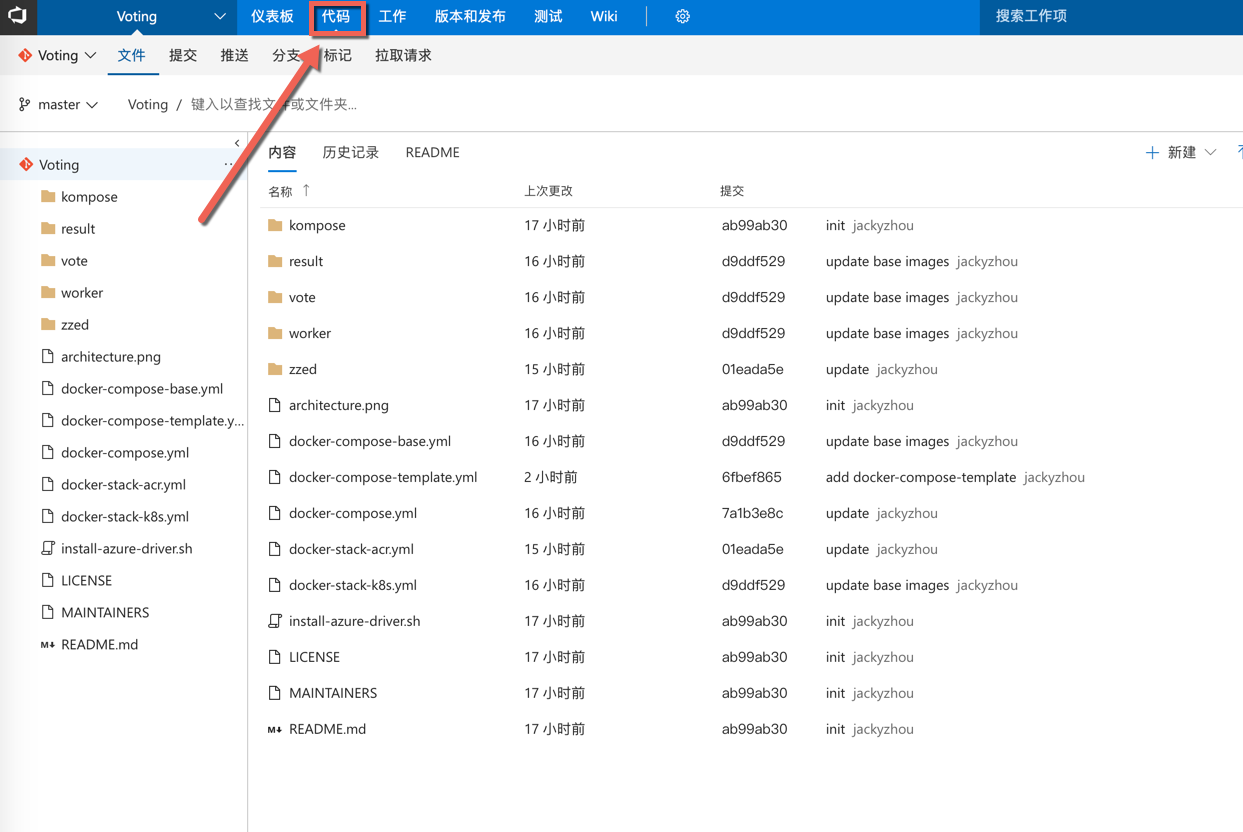 Voting 仪表板 代码 工作 版本和发布 测试 Wiki 搜索工作项
Voting 文件 提交 推送 分支 标记 拉取请求
master Voting / 键入以查找文件或文件夹...
Voting
kompose
result
vote
worker
zzed
architecture.png
docker-compose-base.yml
docker-compose-template.y...
docker-compose.yml
docker-stack-acr.yml
docker-stack-k8s.yml
install-azure-driver.sh
LICENSE
MAINTAINERS
README.md
内容 历史记录 README 新建
名称 ↑ 上次更改 提交
kompose 17 小时前 ab99ab30 init jackyzhou
result 16 小时前 d9ddf529 update base images jackyzhou
vote 16 小时前 d9ddf529 update base images jackyzhou
worker 16 小时前 d9ddf529 update base images jackyzhou
zzed 15 小时前 01eada5e update jackyzhou
architecture.png 17 小时前 ab99ab30 init jackyzhou
docker-compose-base.yml 16 小时前 d9ddf529 update base images jackyzhou
docker-compose-template.yml 2 小时前 6fbef865 add docker-compose-template jackyzhou
docker-compose.yml 16 小时前 7a1b3e8c update jackyzhou
docker-stack-acr.yml 15 小时前 01eada5e update jackyzhou
docker-stack-k8s.yml 16 小时前 d9ddf529 update base images jackyzhou
install-azure-driver.sh 17 小时前 ab99ab30 init jackyzhou
LICENSE 17 小时前 ab99ab30 init jackyzhou
MAINTAINERS 17 小时前 ab99ab30 init jackyzhou
README.md 17 小时前 ab99ab30 init jackyzhou